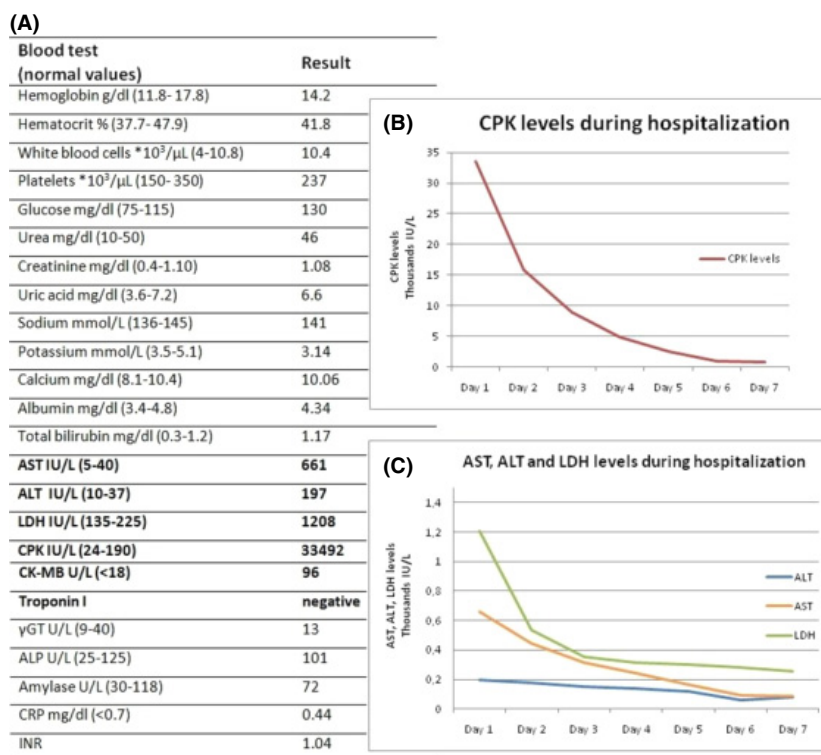 (A)
Blood test
(normal values) Result
Hemoglobin g/dl (11.8- 17.8) 14.2
Hematocrit % (37.7- 47.9) 41.8
White blood cells *10³/μL (4-10.8) 10.4
Platelets *10³/μL (150- 350) 237
Glucose mg/dl (75-115) 130
Urea mg/dl (10-50) 46
Creatinine mg/dl (0.4-1.10) 1.08
Uric acid mg/dl (3.6-7.2) 6.6
Sodium mmol/L (136-145) 141
Potassium mmol/L (3.5-5.1) 3.14
Calcium mg/dl (8.1-10.4) 10.06
Albumin mg/dl (3.4-4.8) 4.34
Total bilirubin mg/dl (0.3-1.2) 1.17
AST IU/L (5-40) 661
ALT IU/L (10-37) 197
LDH IU/L (135-225) 1208
CPK IU/L (24-190) 33492
CK-MB U/L (<18) 96
Troponin I negative
γGT U/L (9-40) 13
ALP U/L (25-125) 101
Amylase U/L (30-118) 72
CRP mg/dl (<0.7) 0.44
INR 1.04
(B)
CPK levels during hospitalization
CPK levels
Thousands IU/L
35
30
25
20
15
10
5
0
Day 1 Day 2 Day 3 Day 4 Day 5 Day 6 Day 7
CPK levels
(C)
AST, ALT and LDH levels during hospitalization
AST, ALT, LDH levels
Thousands IU/L
1,4
1,2
1
0,8
0,6
0,4
0,2
0
Day 1 Day 2 Day 3 Day 4 Day 5 Day 6 Day 7
ALT
AST
LDH